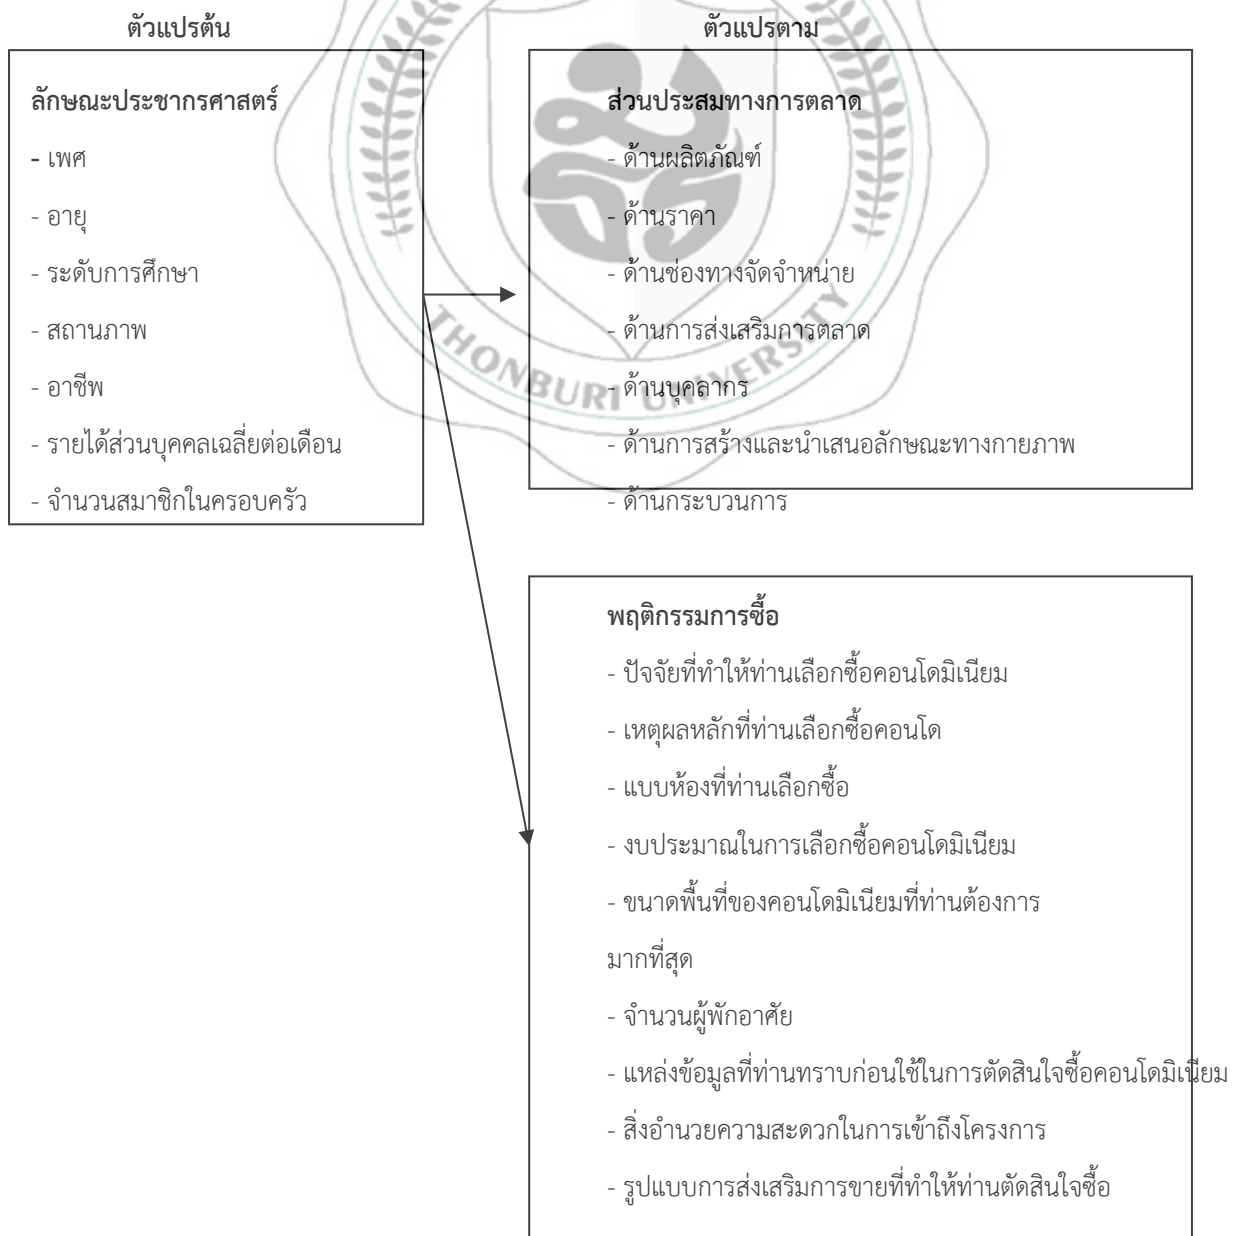 ตัวแปรต้น
ตัวแปรตาม
ลักษณะประชากรศาสตร์
- เพศ
- อายุ
- ระดับการศึกษา
- สถานภาพ
- อาชีพ
- รายได้ส่วนบุคคลเฉลี่ยต่อเดือน
- จำนวนสมาชิกในครอบครัว
ส่วนประสมทางการตลาด
- ด้านผลิตภัณฑ์
- ด้านราคา
- ด้านช่องทางจัดจำหน่าย
- ด้านการส่งเสริมการตลาด
- ด้านบุคลากร
- ด้านการสร้างและนำเสนอลักษณะทางกายภาพ
- ด้านกระบวนการ
THONBURI UNIVERSITY
พฤติกรรมการซื้อ
- ปัจจัยที่ทำให้ท่านเลือกซื้อคอนโดมิเนียม
- เหตุผลหลักที่ท่านเลือกซื้อคอนโด
- แบบห้องที่ท่านเลือกซื้อ
- งบประมาณในการเลือกซื้อคอนโดมิเนียม
- ขนาดพื้นที่ของคอนโดมิเนียมที่ท่านต้องการ
มากที่สุด
- จำนวนผู้พักอาศัย
- แหล่งข้อมูลที่ท่านทราบก่อนใช้ในการตัดสินใจซื้อคอนโดมิเนียม
- สิ่งอำนวยความสะดวกในการเข้าถึงโครงการ
- รูปแบบการส่งเสริมการขายที่ทำให้ท่านตัดสินใจซื้อ